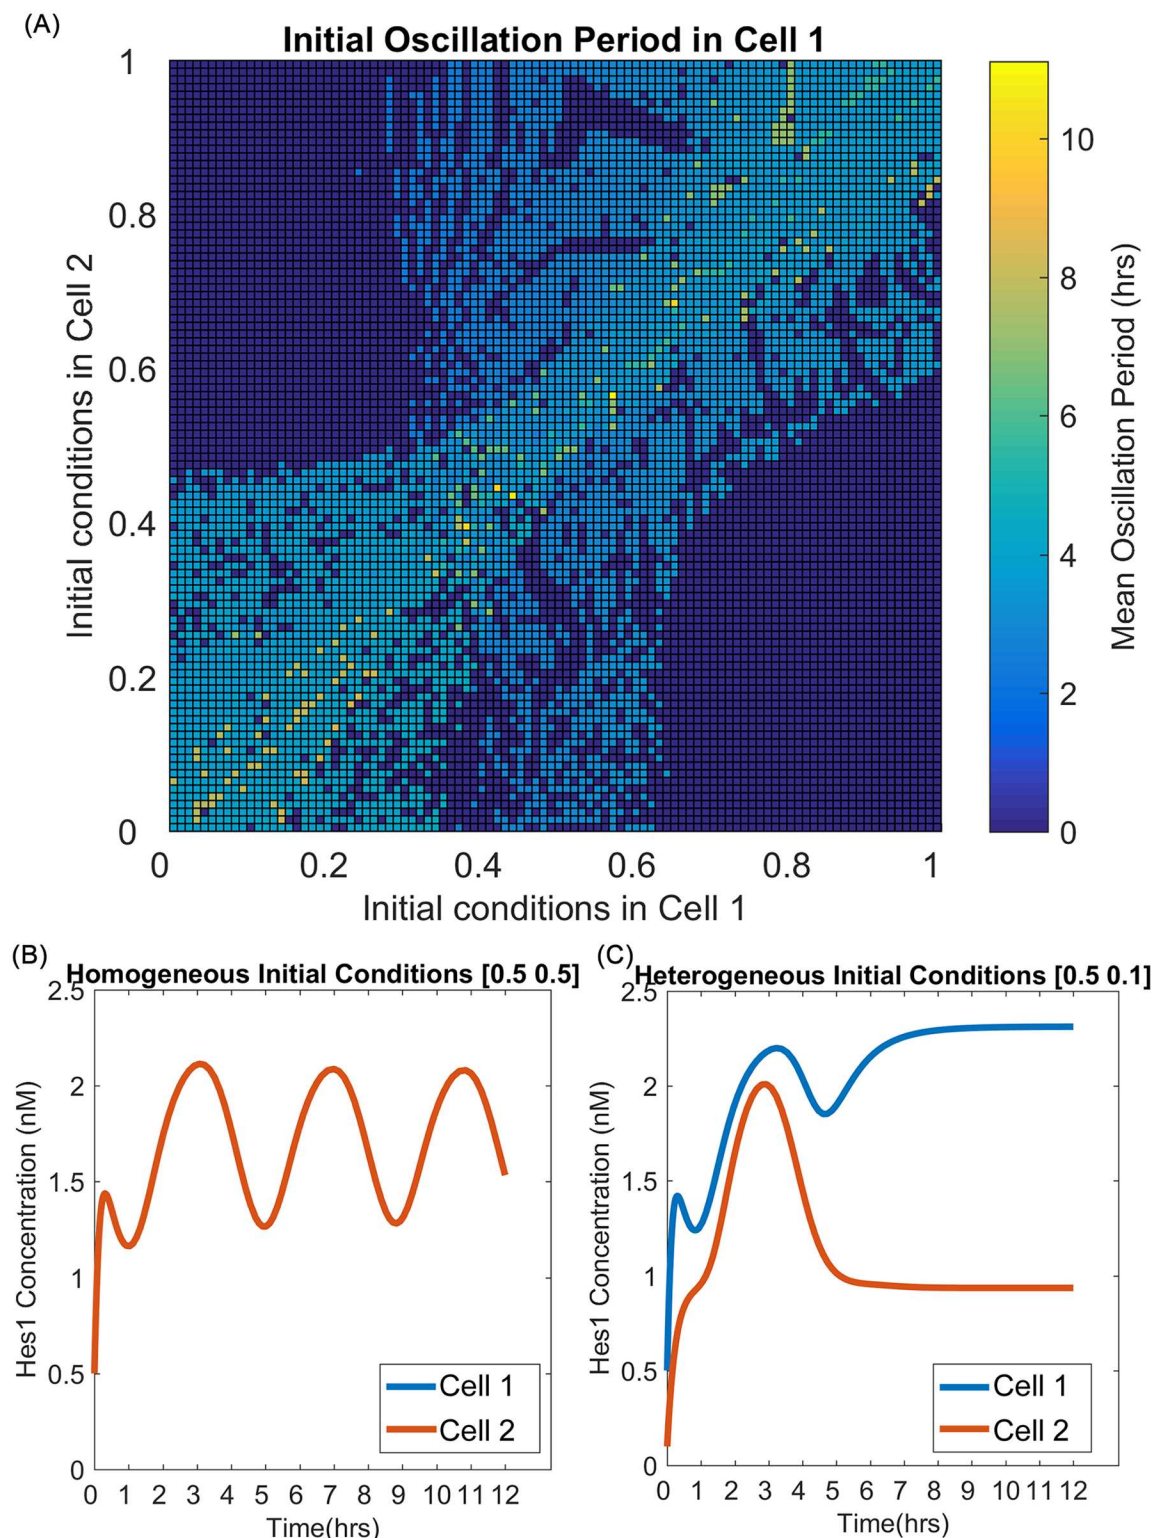 (A)
Initial Oscillation Period in Cell 1
1
0.8
0.6
0.4
0.2
0
Initial conditions in Cell 2
0 0.2 0.4 0.6 0.8 1
Initial conditions in Cell 1
10
8
6
4
2
0
Mean Oscillation Period (hrs)
(B)
Homogeneous Initial Conditions [0.5 0.5]
2.5
2
1.5
1
0.5
0
Hes1 Concentration (nM)
Cell 1
Cell 2
0 1 2 3 4 5 6 7 8 9 10 11 12
Time(hrs)
(C)
Heterogeneous Initial Conditions [0.5 0.1]
2.5
2
1.5
1
0.5
0
Hes1 Concentration (nM)
Cell 1
Cell 2
0 1 2 3 4 5 6 7 8 9 10 11 12
Time(hrs)